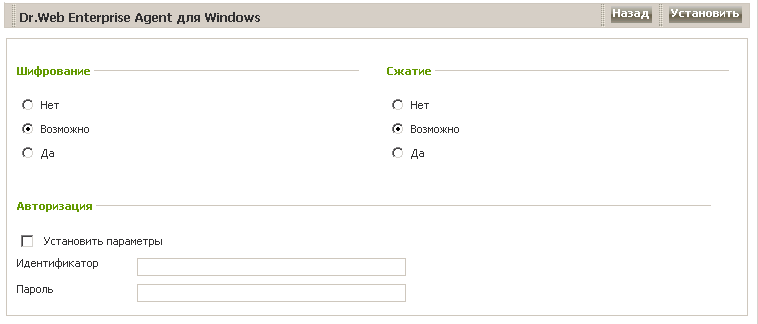 Dr.Web Enterprise Agent для Windows
Назад
Установить
Шифрование
Сжатие
Нет
Нет
Возможно
Возможно
Да
Да
Авторизация
Установить параметры
Идентификатор
Пароль